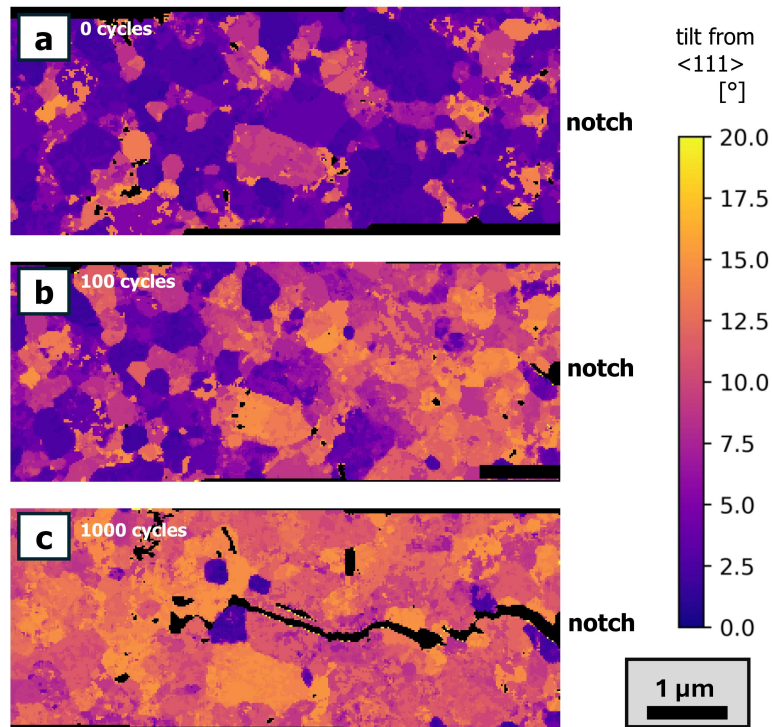 a
0 cycles
notch
b
100 cycles
notch
c
1000 cycles
notch
tilt from
<111>
[°]
20.0
17.5
15.0
12.5
10.0
7.5
5.0
2.5
0.0
1 µm